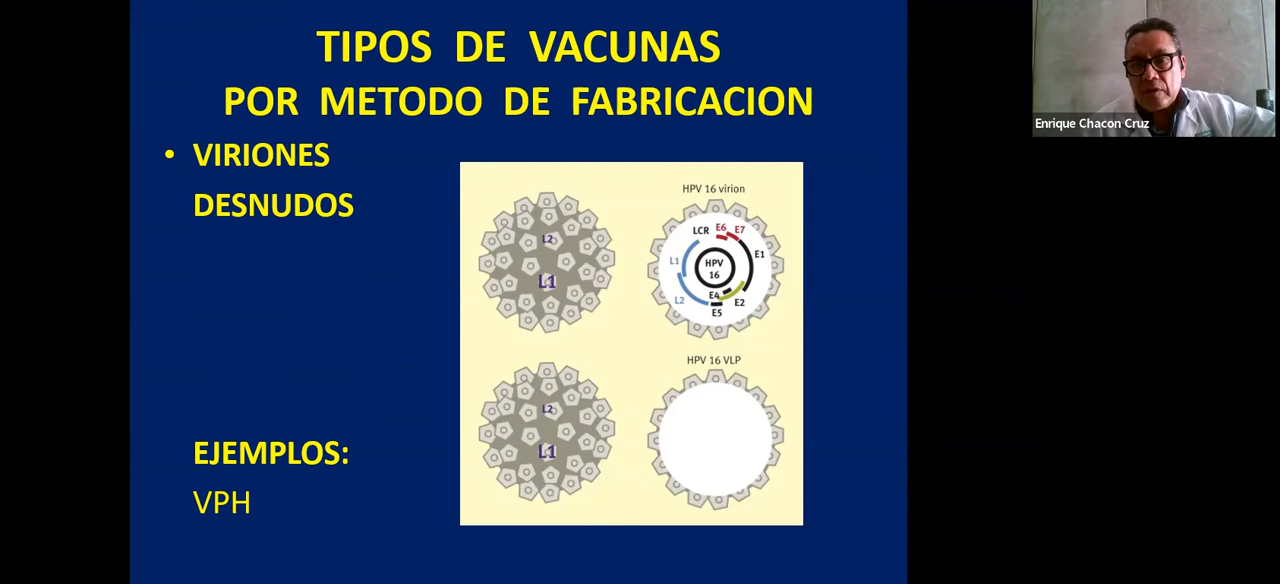 TIPOS DE VACUNAS
POR METODO DE FABRICACION
• VIRIONES
DESNUDOS
EJEMPLOS:
VPH
L2
L1
HPV 16 virion
LCR
E6
E7
L1
E1
HPV
16
L2
E4
E2
E5
L2
L1
HPV 16 VLP
Enrique Chacon Cruz